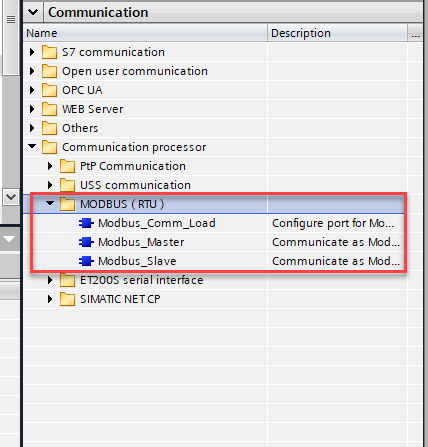 Communication
Name Description ...
S7 communication
Open user communication
OPC UA
WEB Server
Others
Communication processor
PtP Communication
USS communication
MODBUS ( RTU )
Modbus_Comm_Load Configure port for Mo...
Modbus_Master Communicate as Mod...
Modbus_Slave Communicate as Mod...
ET200S serial interface
SIMATIC NET CP